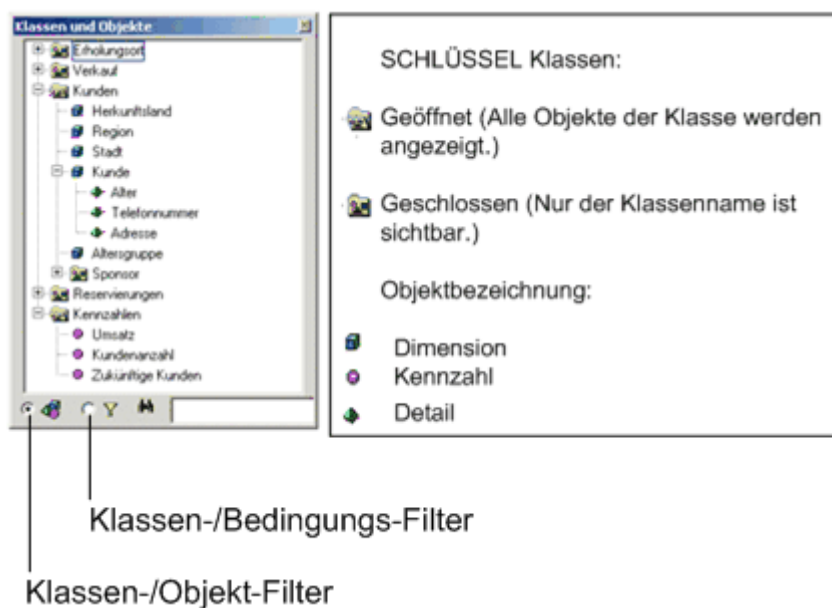 Klassen und Objekte
Erholungsort
Verkauf
Kunden
Herkunftsland
Region
Stadt
Kunde
Alter
Telefonnummer
Adresse
Altersgruppe
Sponsor
Reservierungen
Kennzahlen
Umsatz
Kundenanzahl
Zukünftige Kunden
SCHLÜSSEL Klassen:
Geöffnet (Alle Objekte der Klasse werden
angezeigt.)
Geschlossen (Nur der Klassenname ist
sichtbar.)
Objektbezeichnung:
Dimension
Kennzahl
Detail
Klassen-/Bedingungs-Filter
Klassen-/Objekt-Filter